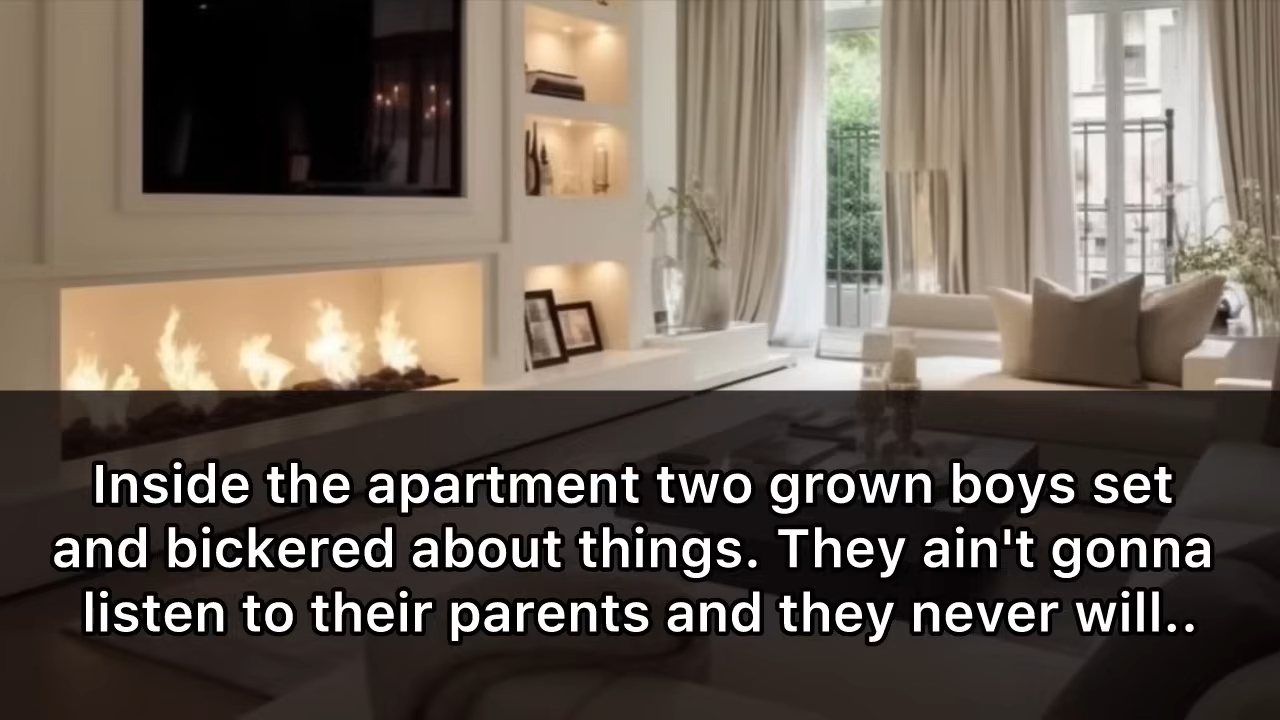 Inside the apartment two grown boys set
and bickered about things. They ain't gonna
listen to their parents and they never will..